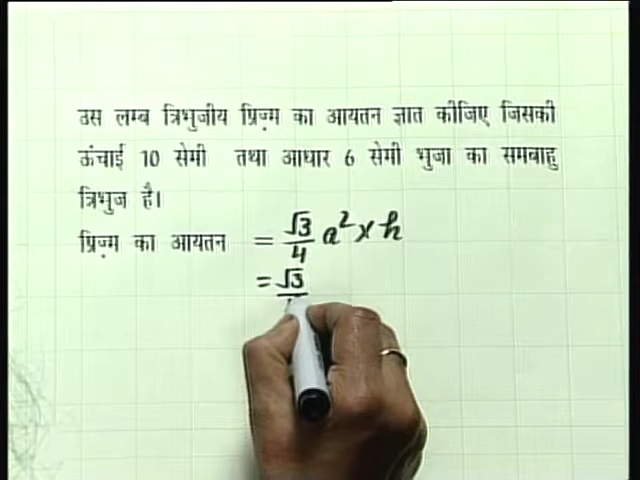 उस लम्ब त्रिभुजीय प्रिज़्म का आयतन ज्ञात कीजिए जिसकी
ऊंचाई 10 सेमी तथा आधार 6 सेमी भुजा का समबाहु
त्रिभुज है।
प्रिज़्म का आयतन = √3/4 a² × h
= √3